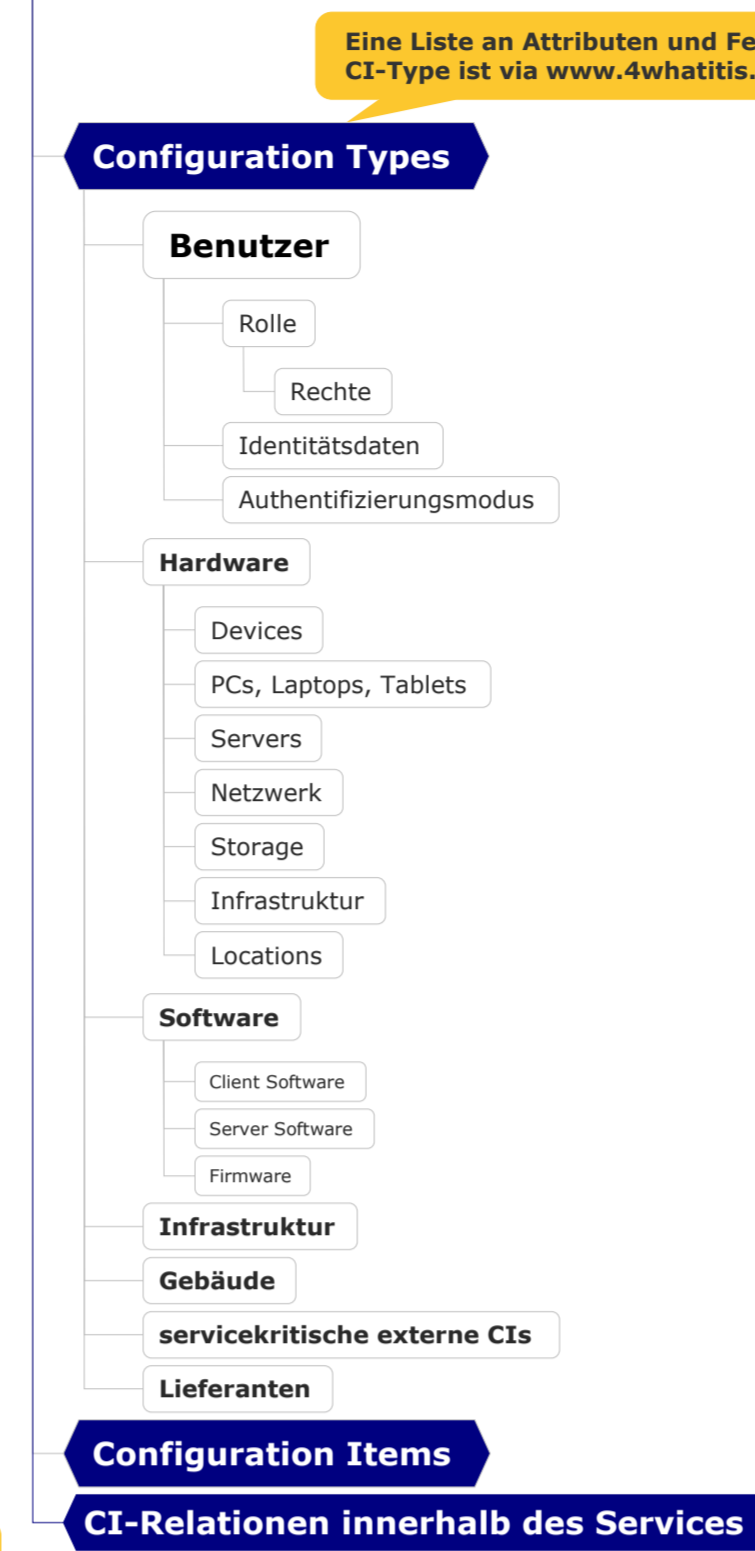 Eine Liste an Attributen und Fe
CI-Type ist via www.4whatitis.
Configuration Types
Benutzer
Rolle
Rechte
Identitätsdaten
Authentifizierungsmodus
Hardware
Devices
PCs, Laptops, Tablets
Servers
Netzwerk
Storage
Infrastruktur
Locations
Software
Client Software
Server Software
Firmware
Infrastruktur
Gebäude
servicekritische externe CIs
Lieferanten
Configuration Items
CI-Relationen innerhalb des Services